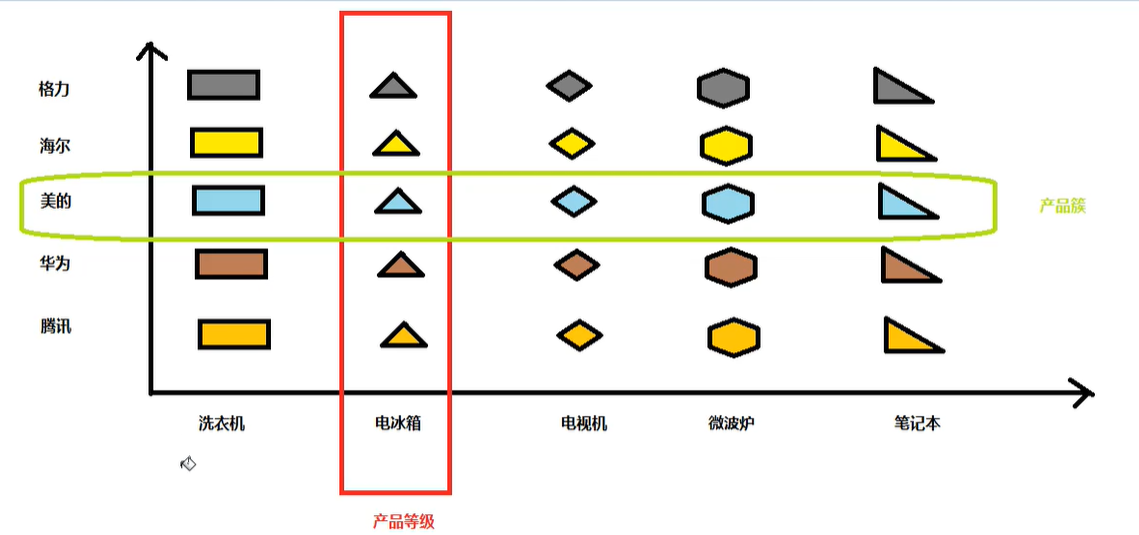 格力
海尔
美的
产品簇
华为
腾讯
洗衣机
电冰箱
电视机
微波炉
笔记本
产品等级